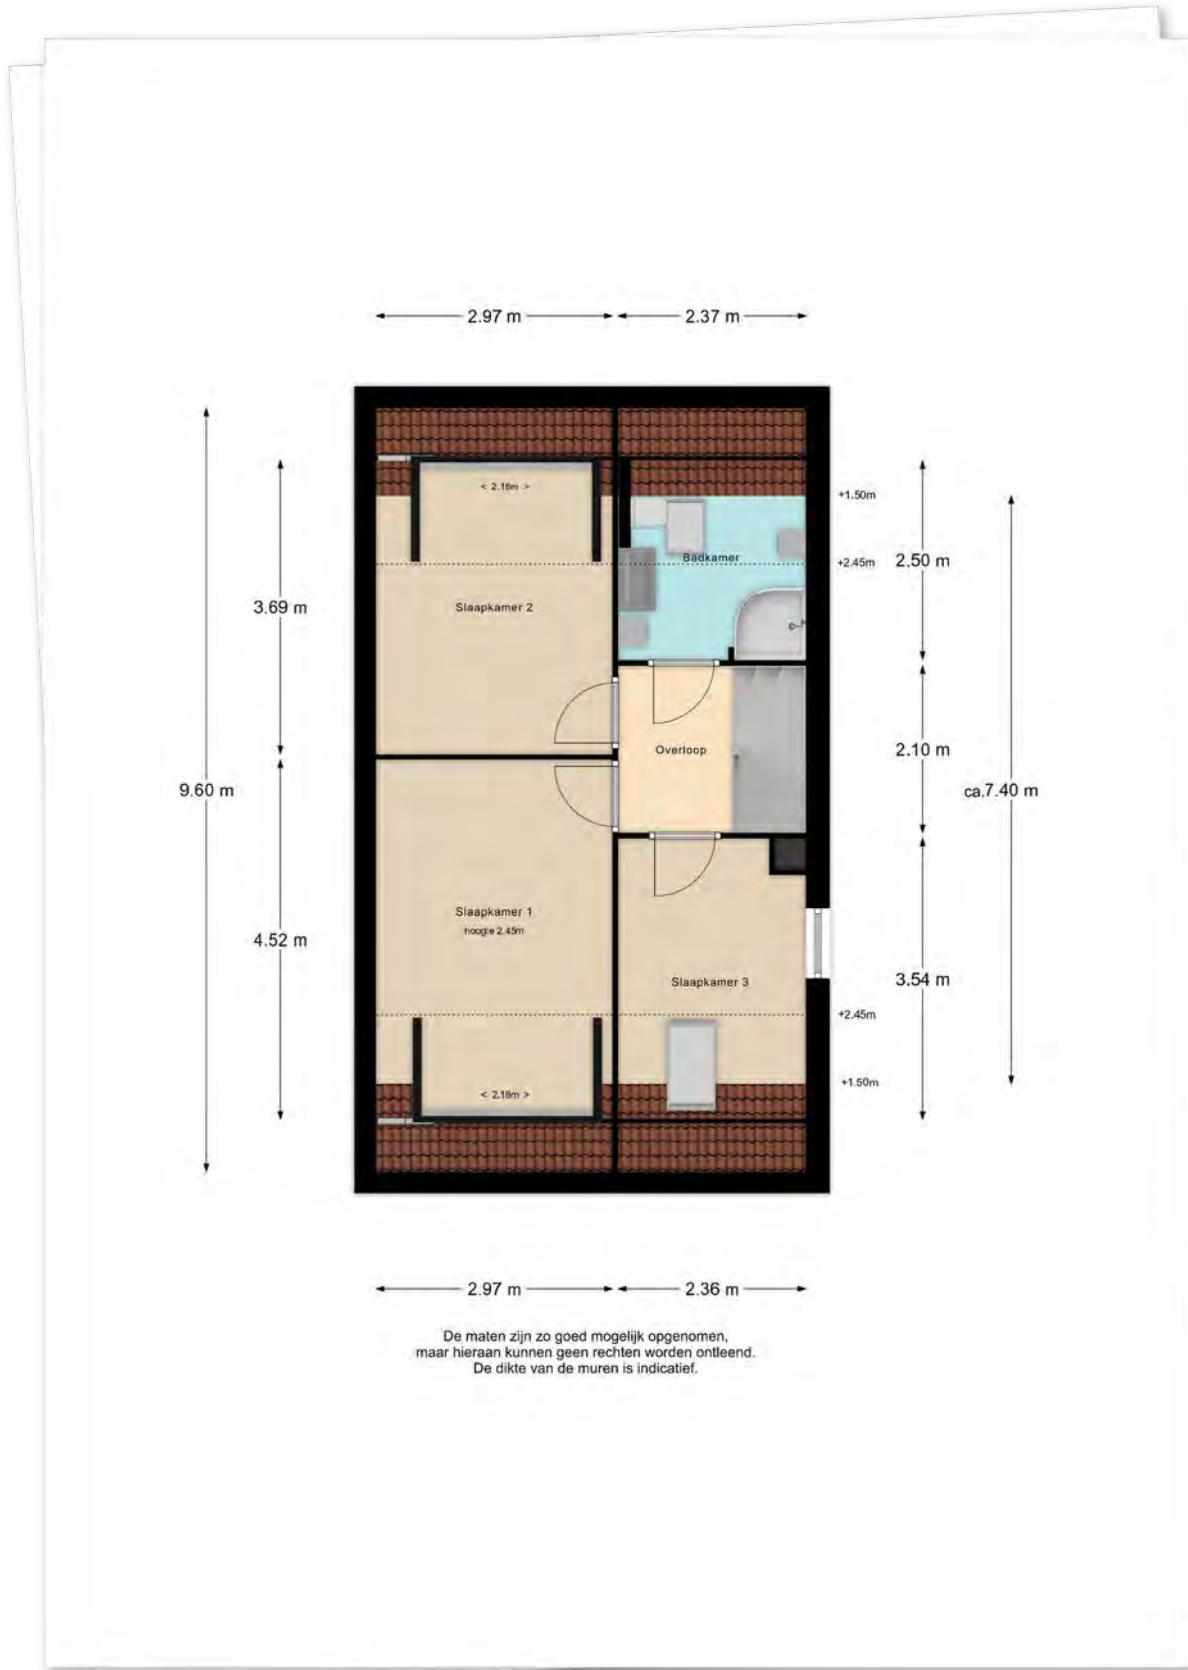 2.97 m
2.37 m
< 2.18m >
+1.50m
Badkamer
+2.45m
2.50 m
Slaapkamer 2
3.69 m
Overloop
2.10 m
9.60 m
ca.7.40 m
Slaapkamer 1
hoogte 2.45m
4.52 m
Slaapkamer 3
3.54 m
+2.45m
+1.50m
< 2.18m >
2.97 m
2.36 m
De maten zijn zo goed mogelijk opgenomen,
maar hieraan kunnen geen rechten worden ontleend.
De dikte van de muren is indicatief.